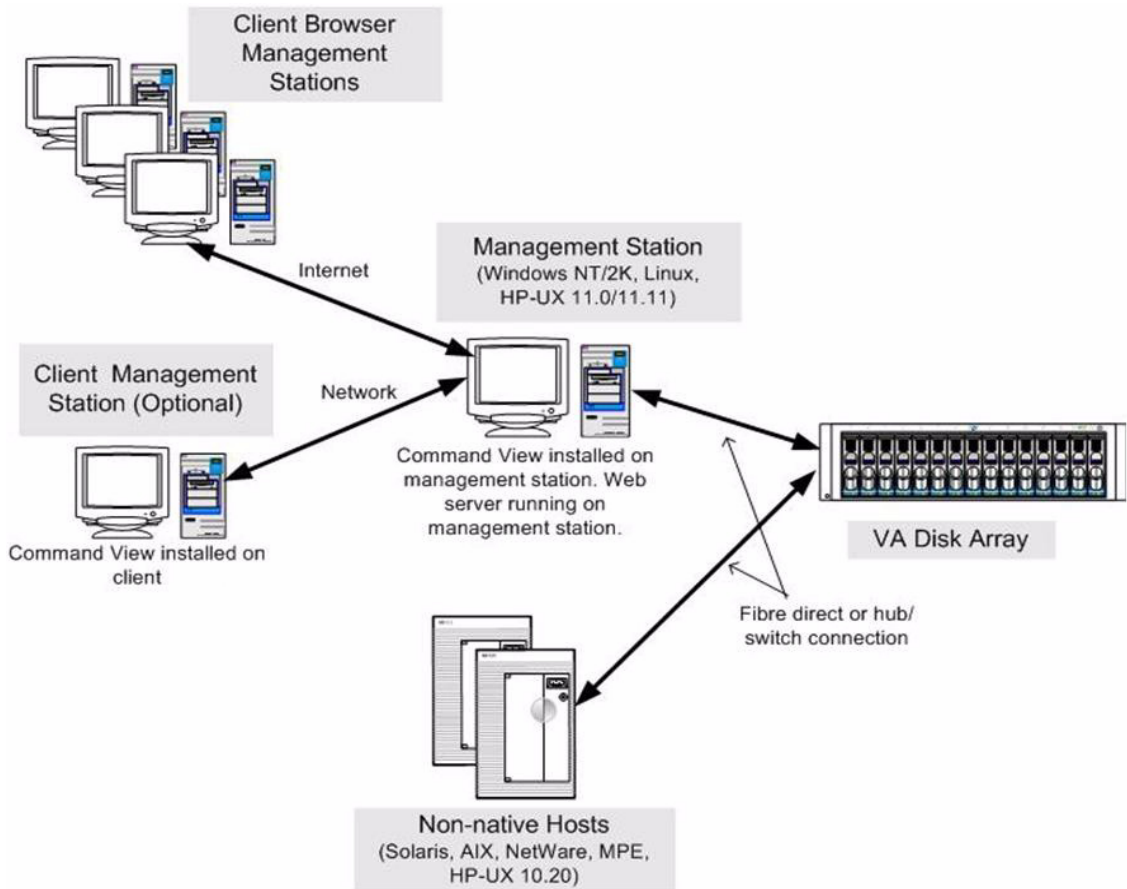 Client Browser
Management
Stations
Internet
Management Station
(Windows NT/2K, Linux,
HP-UX 11.0/11.11)
Client Management
Station (Optional)
Network
Command View installed on
management station. Web
server running on
management station.
Command View installed on
client
VA Disk Array
Fibre direct or hub/
switch connection
Non-native Hosts
(Solaris, AIX, NetWare, MPE,
HP-UX 10.20)